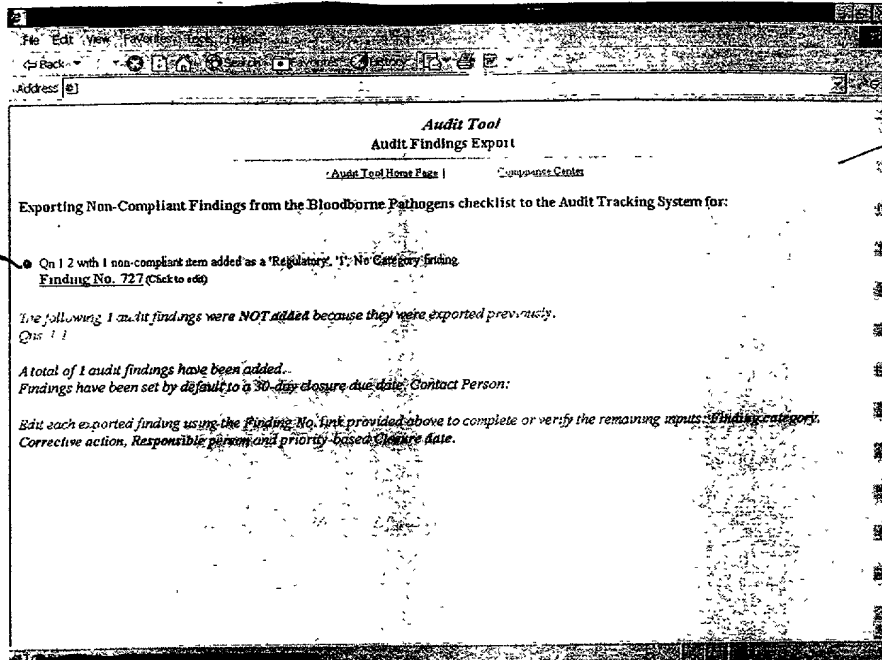 File Edit View Favorites Tools Help
Back Search Favorites History
Address
Audit Tool
Audit Findings Export
Audit Tool Home Page | Compliance Center
Exporting Non-Compliant Findings from the Bloodborne Pathogens checklist to the Audit Tracking System for:
Qn 1 2 with 1 non-compliant item added as a 'Regulatory', '1', No Category finding
Finding No. 727 (Click to edit)
The following 1 audit findings were NOT added because they were exported previously.
Qns 1 1
A total of 1 audit findings have been added.
Findings have been set by default to a 30-day closure due date, Contact Person:
Edit each exported finding using the Finding No. link provided above to complete or verify the remaining inputs: Finding category,
Corrective action, Responsible person and priority-based Closure date.